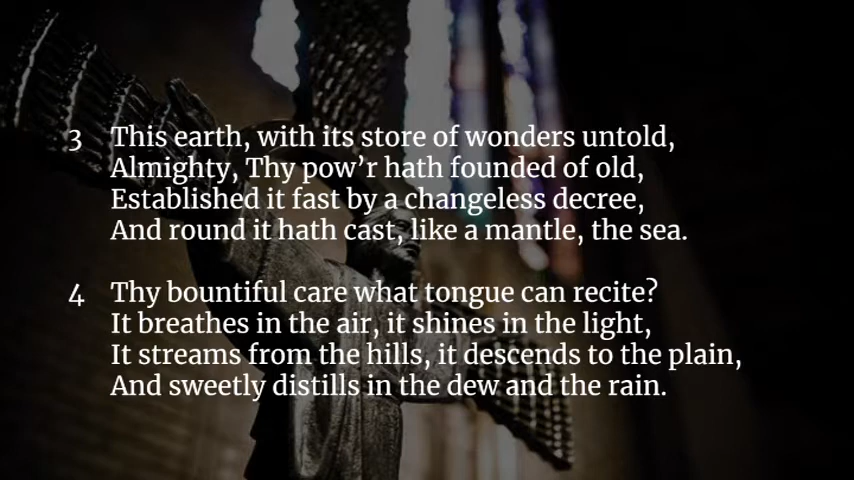 3 This earth, with its store of wonders untold,
Almighty, Thy pow’r hath founded of old,
Established it fast by a changeless decree,
And round it hath cast, like a mantle, the sea.
4 Thy bountiful care what tongue can recite?
It breathes in the air, it shines in the light,
It streams from the hills, it descends to the plain,
And sweetly distills in the dew and the rain.